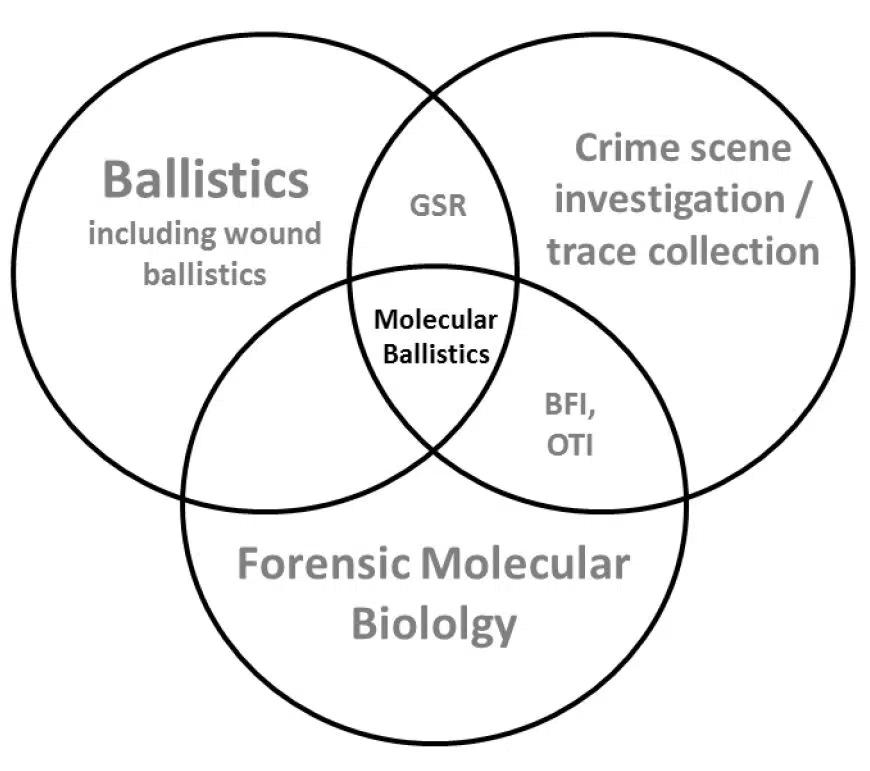 Ballistics
including wound
ballistics
GSR
Crime scene
investigation /
trace collection
Molecular
Ballistics
BFI,
OTI
Forensic Molecular
Biololgy